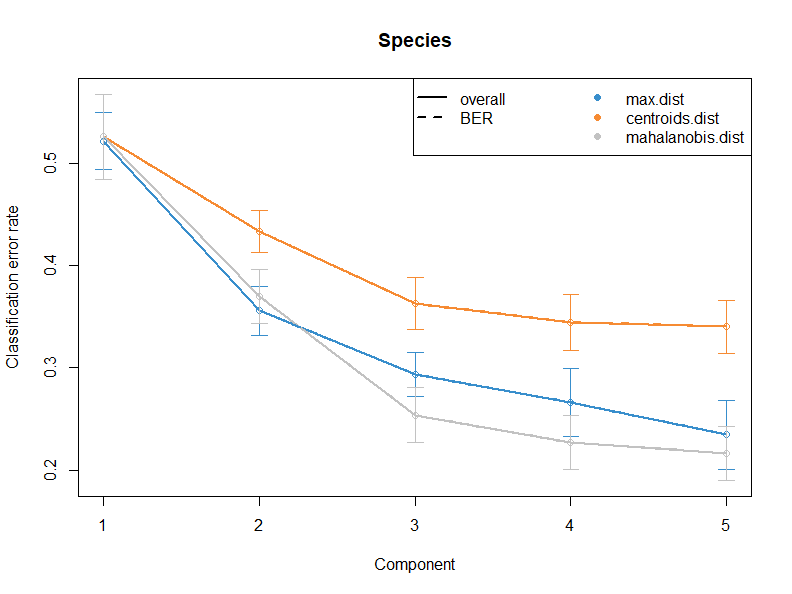 Species
overall
BER
max.dist
centroids.dist
mahalanobis.dist
Classification error rate
0.5
0.4
0.3
0.2
1 2 3 4 5
Component